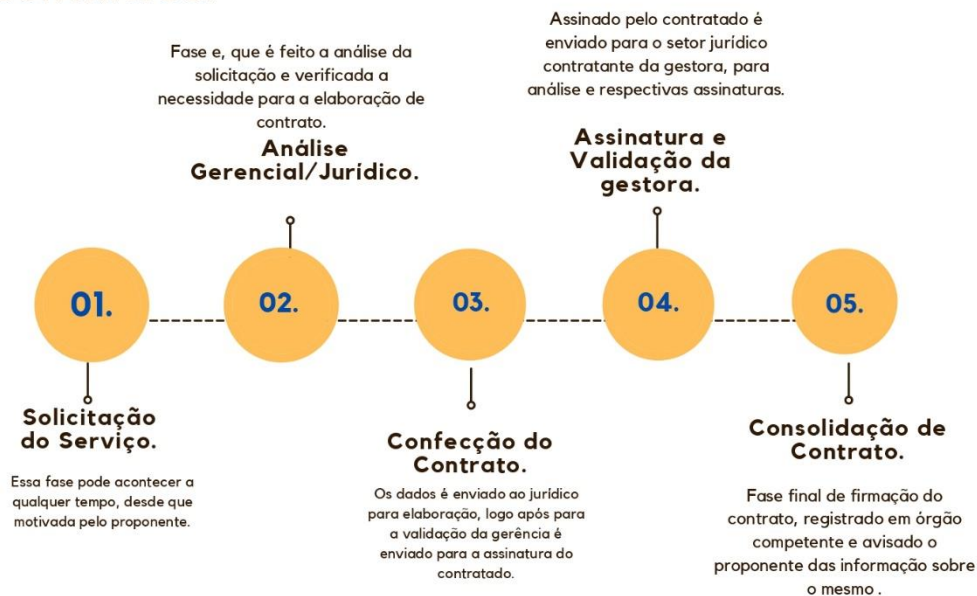 01.
Solicitação
do Serviço.
Essa fase pode acontecer a
qualquer tempo, desde que
motivada pelo proponente.
Fase e, que é feito a análise da
solicitação e verificada a
necessidade para a elaboração de
contrato.
Análise
Gerencial/Jurídico.
02.
03.
Confecção do
Contrato.
Os dados é enviado ao jurídico
para elaboração, logo após para
a validação da gerência é
enviado para a assinatura do
contratado.
Assinado pelo contratado é
enviado para o setor jurídico
contratante da gestora, para
análise e respectivas assinaturas.
Assinatura e
Validação da
gestora.
04.
05.
Consolidação de
Contrato.
Fase final de firmação do
contrato, registrado em órgão
competente e avisado o
proponente das informação sobre
o mesmo .